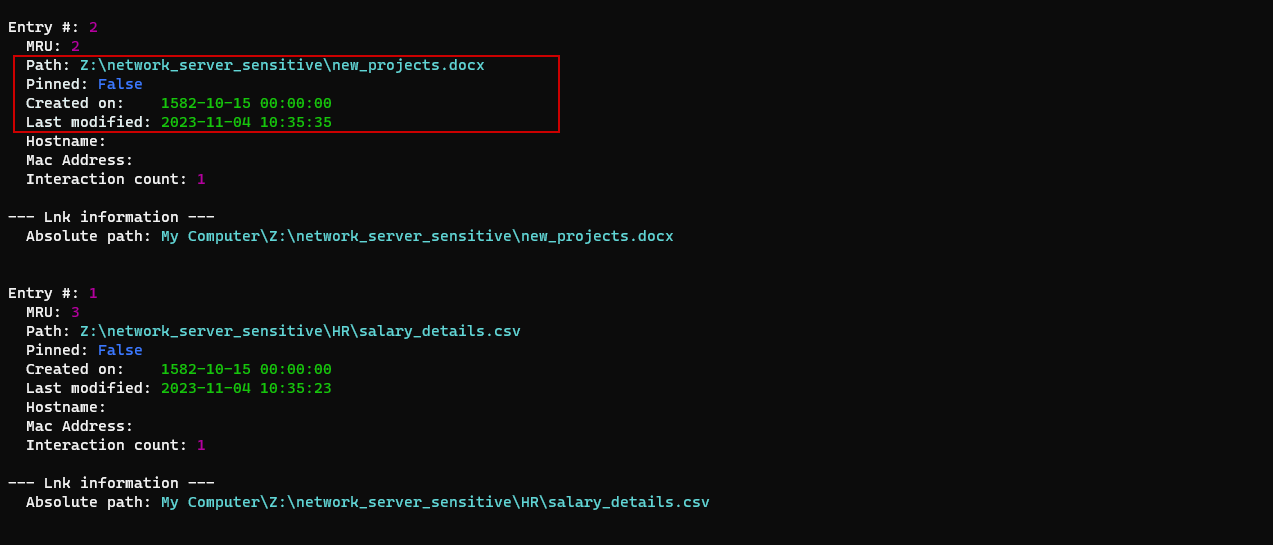 Entry #: 2
MRU: 2
Path: Z:\network_server_sensitive\new_projects.docx
Pinned: False
Created on: 1582-10-15 00:00:00
Last modified: 2023-11-04 10:35:35
Hostname:
Mac Address:
Interaction count: 1
--- Lnk information ---
Absolute path: My Computer\Z:\network_server_sensitive\new_projects.docx
Entry #: 1
MRU: 3
Path: Z:\network_server_sensitive\HR\salary_details.csv
Pinned: False
Created on: 1582-10-15 00:00:00
Last modified: 2023-11-04 10:35:23
Hostname:
Mac Address:
Interaction count: 1
--- Lnk information ---
Absolute path: My Computer\Z:\network_server_sensitive\HR\salary_details.csv